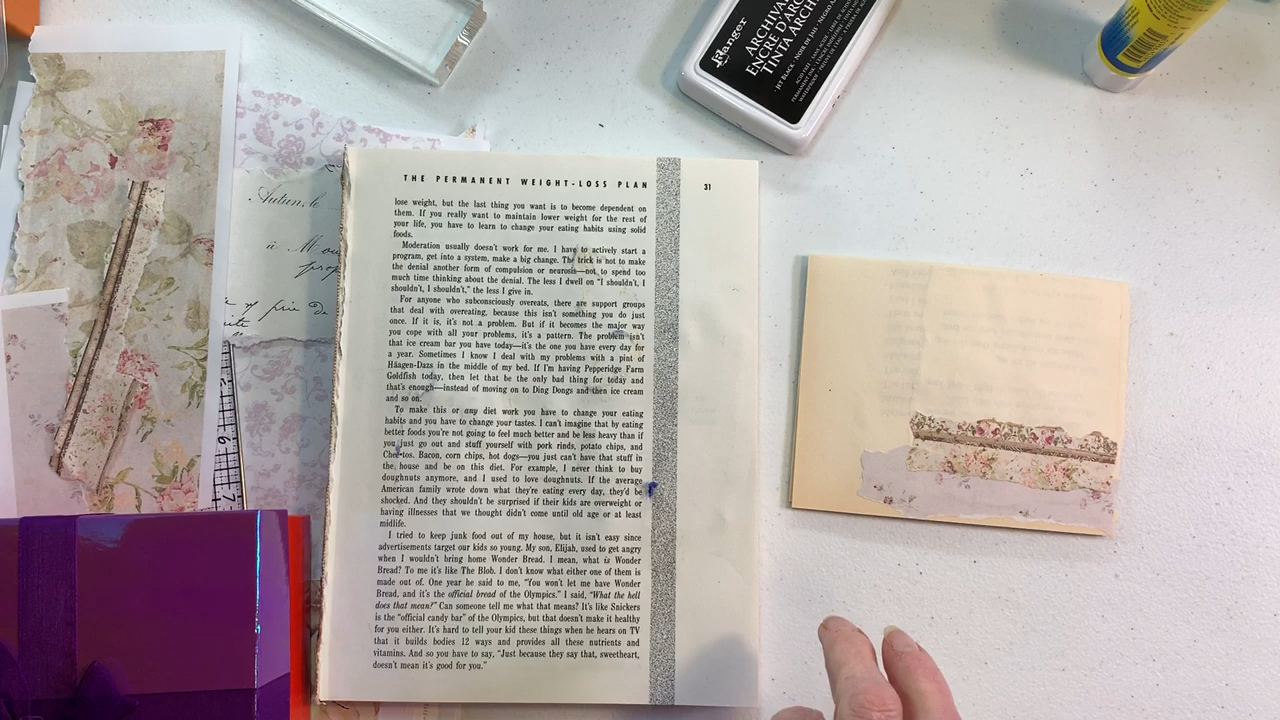 Ranger
ARCHIVAL
ENCRE D'ARC
TINTA ARCH
THE PERMANENT WEIGHT-LOSS PLAN 31
lose weight, but the last thing you want is to become dependent on
them. If you really want to maintain lower weight for the rest of
your life, you have to learn to change your eating habits using solid
foods.
Moderation usually doesn't work for me. I have to actively start a
program, get into a system, make a big change. The trick is not to make
the denial another form of compulsion or neurosis—not to spend too
much time thinking about the denial. The less I dwell on "I shouldn't, I
shouldn't, I shouldn't," the less I give in.
For anyone who subconsciously overeats, there are support groups
that deal with overeating, because this isn't something you do just
once. If it is, it's not a problem. But if it becomes the major way
you cope with all your problems, it's a pattern. The problem isn't
that ice cream bar you have today—it's the one you have every day for
a year. Sometimes I know I deal with my problems with a pint of
Häagen-Dazs in the middle of my bed. If I'm having Pepperidge Farm
Goldfish today, then let that be the only bad thing for today and
that's enough—instead of moving on to Ding Dongs and then ice cream
and so on.
To make this or any diet work you have to change your eating
habits and you have to change your tastes. I can't imagine that by eating
better foods you're not going to feel much better and be less heavy than if
you just go out and stuff yourself with pork rinds, potato chips, and
Chee•tos. Bacon, corn chips, hot dogs—you just can't have that stuff in
the house and be on this diet. For example, I never think to buy
doughnuts anymore, and I used to love doughnuts. If the average
American family wrote down what they're eating every day, they'd be
shocked. And they shouldn't be surprised if their kids are overweight or
having illnesses that we thought didn't come until old age or at least
midlife.
I tried to keep junk food out of my house, but it isn't easy since
advertisements target our kids so young. My son, Elijah, used to get angry
when I wouldn't bring home Wonder Bread. I mean, what is Wonder
Bread? To me it's like The Blob. I don't know what either one of them is
made out of. One year he said to me, "You won't let me have Wonder
Bread, and it's the official bread of the Olympics." I said, "What the hell
does that mean?" Can someone tell me what that means? It's like Snickers
is the "official candy bar" of the Olympics, but that doesn't make it healthy
for you either. It's hard to tell your kid these things when he hears on TV
that it builds bodies 12 ways and provides all these nutrients and
vitamins. And so you have to say, "Just because they say that, sweetheart,
doesn't mean it's good for you."